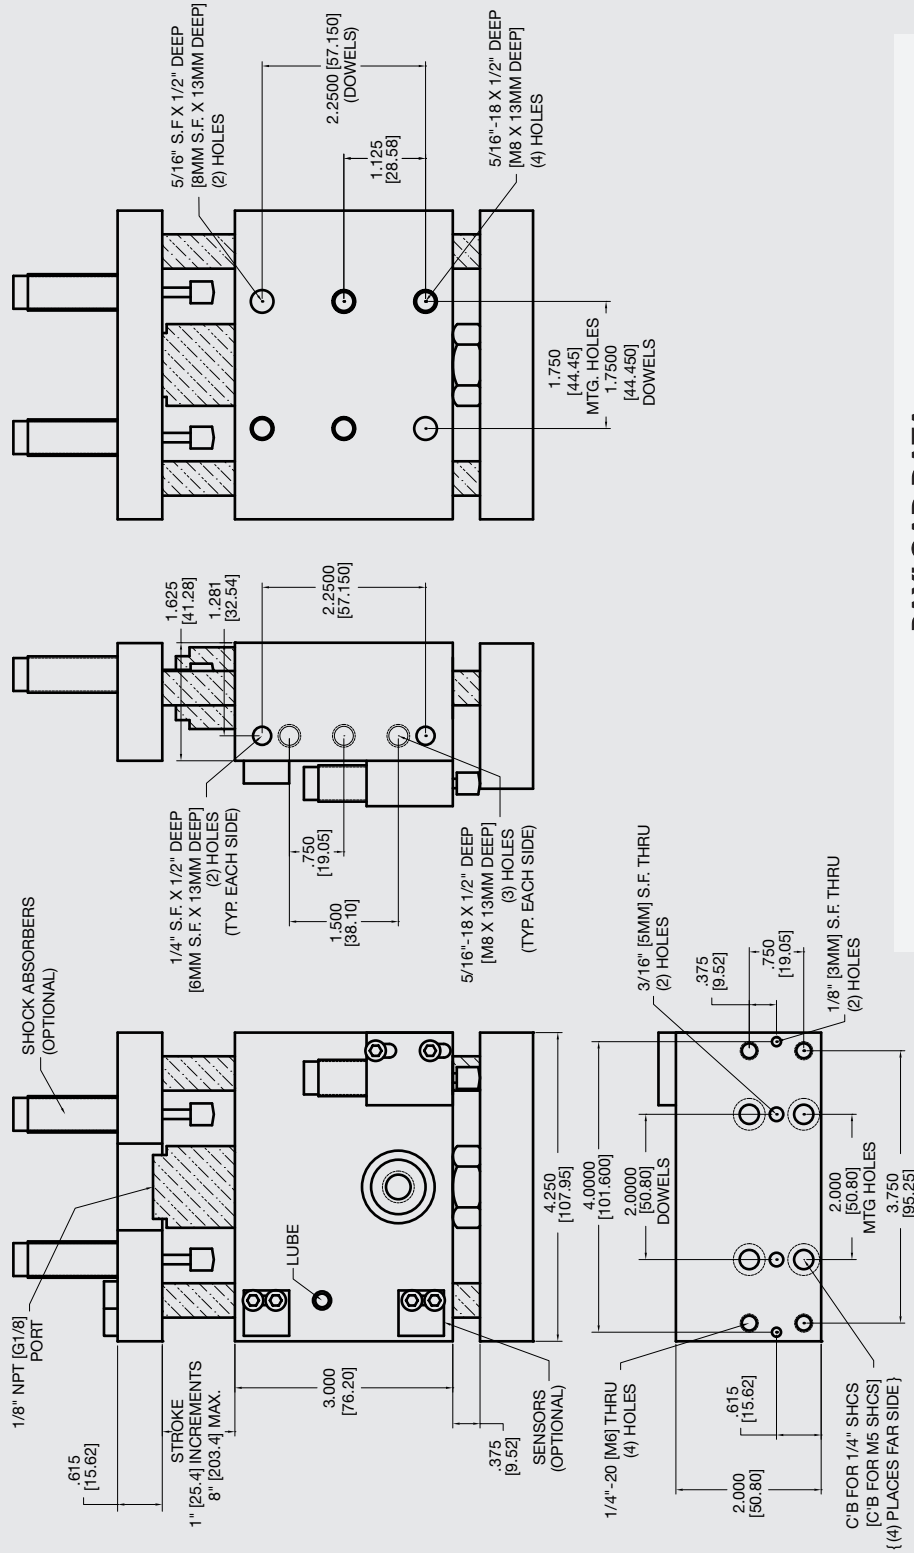 1/8" NPT [G1/8]
PORT
SHOCK ABSORBERS
(OPTIONAL)
.615
[15.62]
STROKE
1" [25.4] INCREMENTS
8" [203.4] MAX.
3.000
[76.20]
.375
[9.52]
SENSORS
(OPTIONAL)
LUBE
4.250
[107.95]
1/4" S.F. X 1/2" DEEP
[6MM S.F. X 13MM DEEP]
(2) HOLES
(TYP. EACH SIDE)
1.625
[41.28]
1.281
[32.54]
2.2500
[57.150]
.750
[19.05]
1.500
[38.10]
5/16"-18 X 1/2" DEEP
[M8 X 13MM DEEP]
(3) HOLES
(TYP. EACH SIDE)
5/16" S.F X 1/2" DEEP
[8MM S.F. X 13MM DEEP]
(2) HOLES
2.2500 [57.150]
(DOWELS)
1.125
[28.58]
5/16"-18 X 1/2" DEEP
[M8 X 13MM DEEP]
(4) HOLES
1.750
[44.45]
MTG. HOLES
1.7500
[44.450]
DOWELS
1/4"-20 [M6] THRU
(4) HOLES
4.0000
[101.600]
2.0000
[50.80]
DOWELS
3/16" [5MM] S.F. THRU
(2) HOLES
.375
[9.52]
.750
[19.05]
1/8" [3MM] S.F. THRU
(2) HOLES
.615
[15.62]
2.000
[50.80]
2.000
[50.80]
MTG HOLES
3.750
[95.25]
C'B FOR 1/4" SHCS
[C'B FOR M5 SHCS]
{(4) PLACES FAR SIDE }